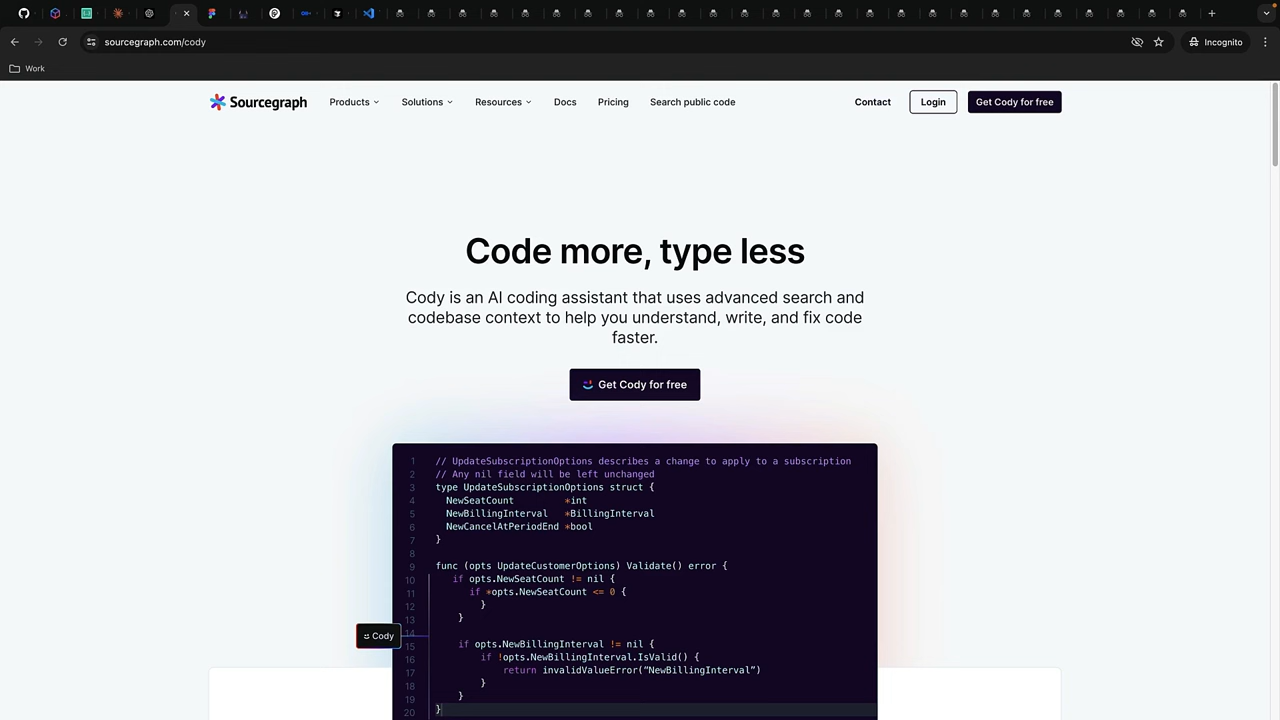 sourcegraph.com/cody
Incognito
Work
Sourcegraph
Products
Solutions
Resources
Docs
Pricing
Search public code
Contact
Login
Get Cody for free
Code more, type less
Cody is an AI coding assistant that uses advanced search and
codebase context to help you understand, write, and fix code
faster.
Get Cody for free
1 // UpdateSubscriptionOptions describes a change to apply to a subscription
2 // Any nil field will be left unchanged
3 type UpdateSubscriptionOptions struct {
4 NewSeatCount *int
5 NewBillingInterval *BillingInterval
6 NewCancelAtPeriodEnd *bool
7 }
8
9 func (opts UpdateCustomerOptions) Validate() error {
10 if opts.NewSeatCount != nil {
11 if *opts.NewSeatCount <= 0 {
12 }
13 }
14
Cody
15 if opts.NewBillingInterval != nil {
16 if !opts.NewBillingInterval.IsValid() {
17 return invalidValueError(“NewBillingInterval”)
18 }
19 }
20 }